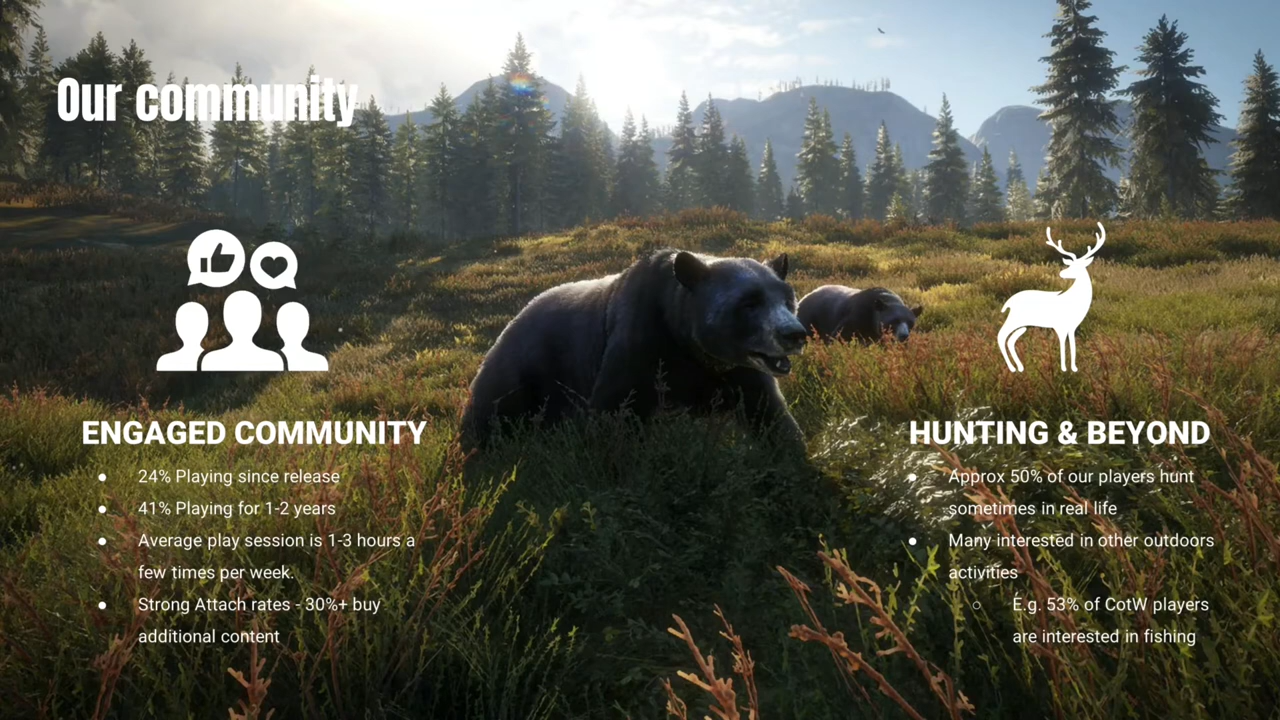 Our community
ENGAGED COMMUNITY
● 24% Playing since release
● 41% Playing for 1-2 years
● Average play session is 1-3 hours a
few times per week.
● Strong Attach rates - 30%+ buy
additional content
HUNTING & BEYOND
● Approx 50% of our players hunt
sometimes in real life
● Many interested in other outdoors
activities
○ E.g. 53% of CotW players
are interested in fishing